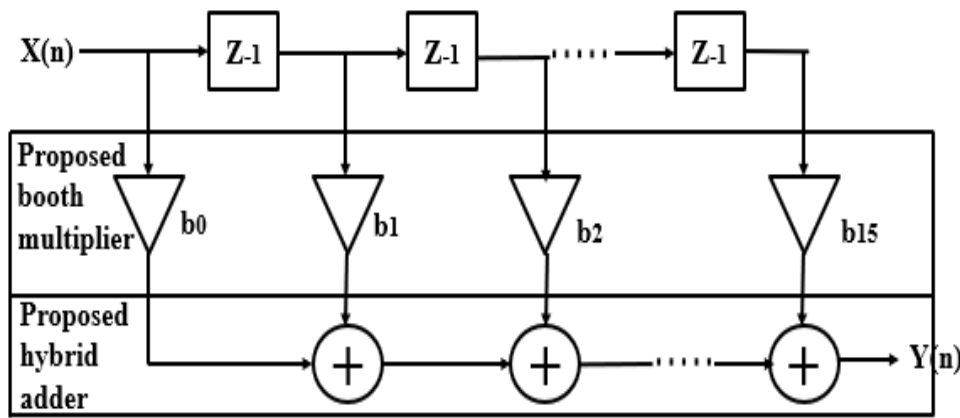 X(n)
Z-1
Z-1
Z-1
Proposed
booth
multiplier
b0
b1
b2
b15
Proposed
hybrid
adder
+
+
+
Y(n)